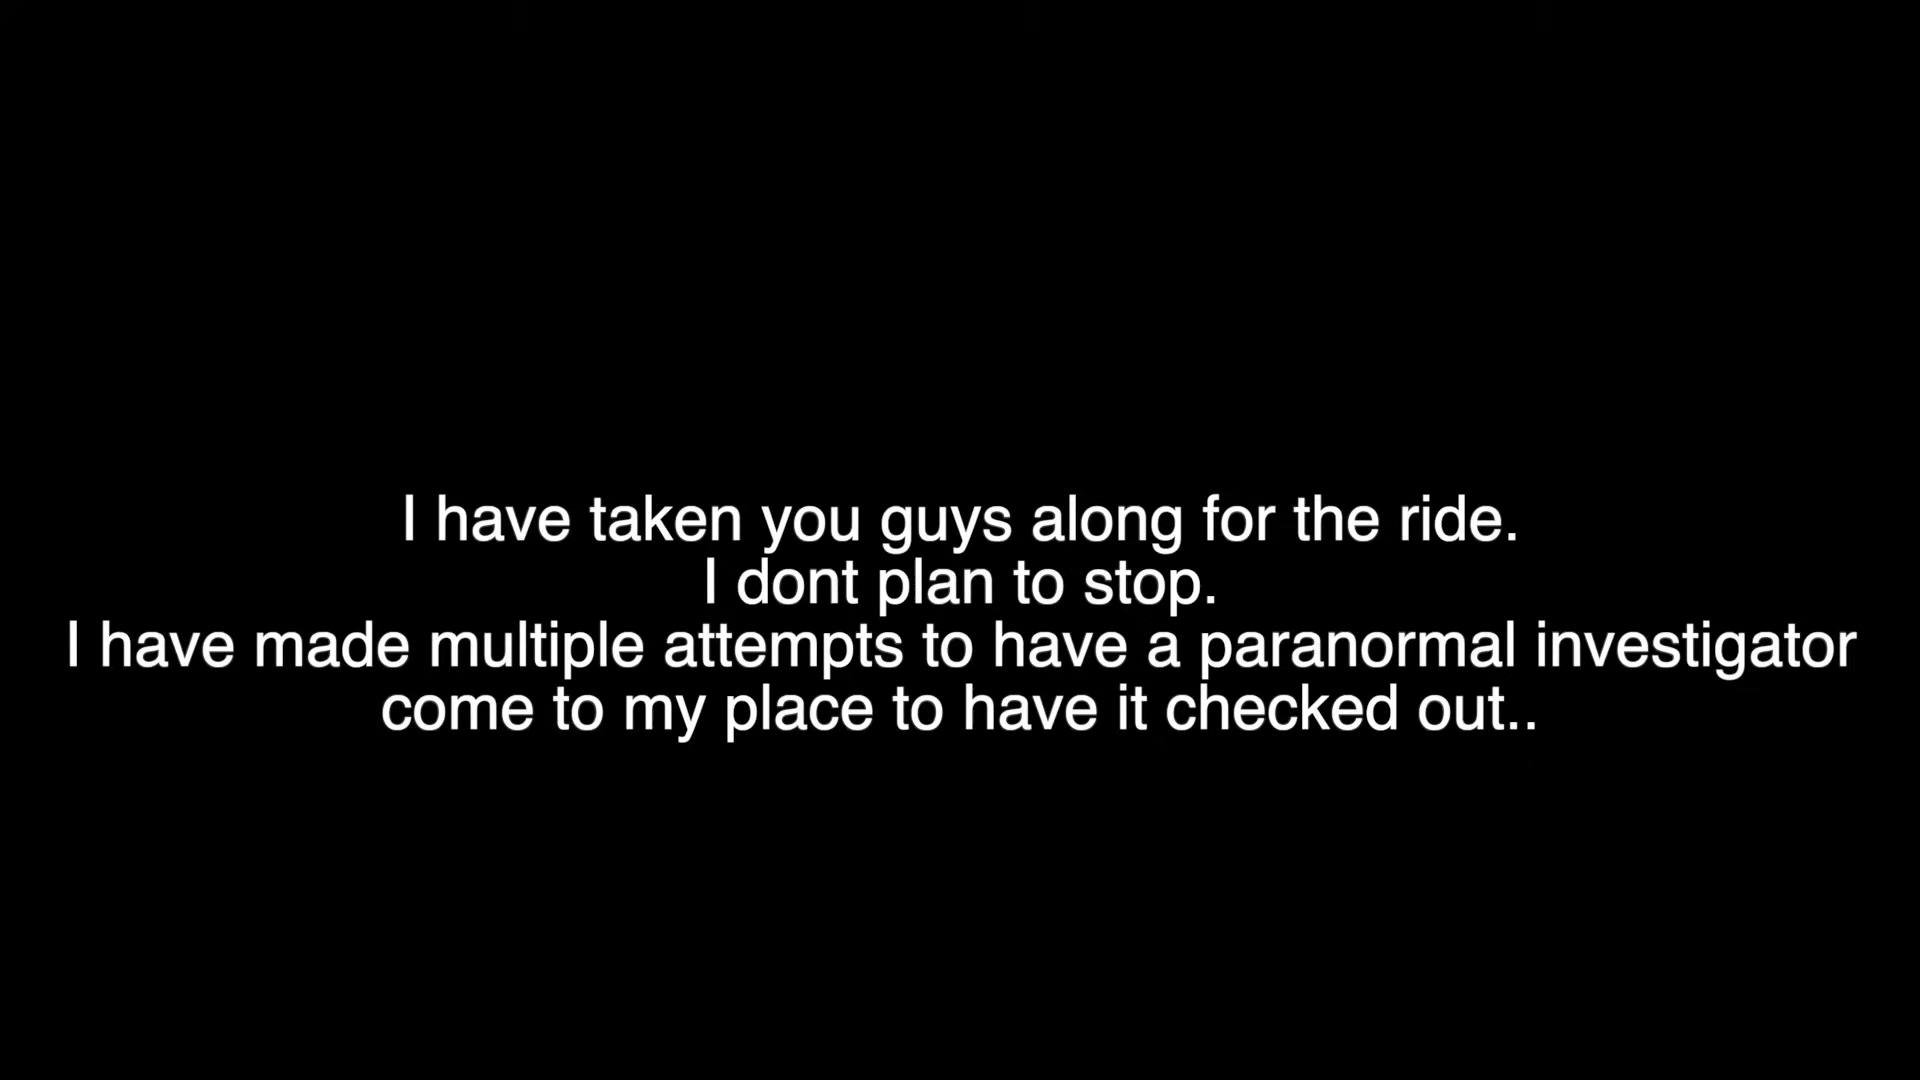 I have taken you guys along for the ride.
I dont plan to stop.
I have made multiple attempts to have a paranormal investigator
come to my place to have it checked out..